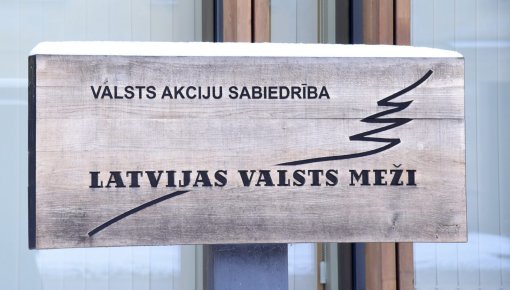 VALSTS AKCIJU SABIEDRĪBA
LATVIJAS VALSTS MEŽI